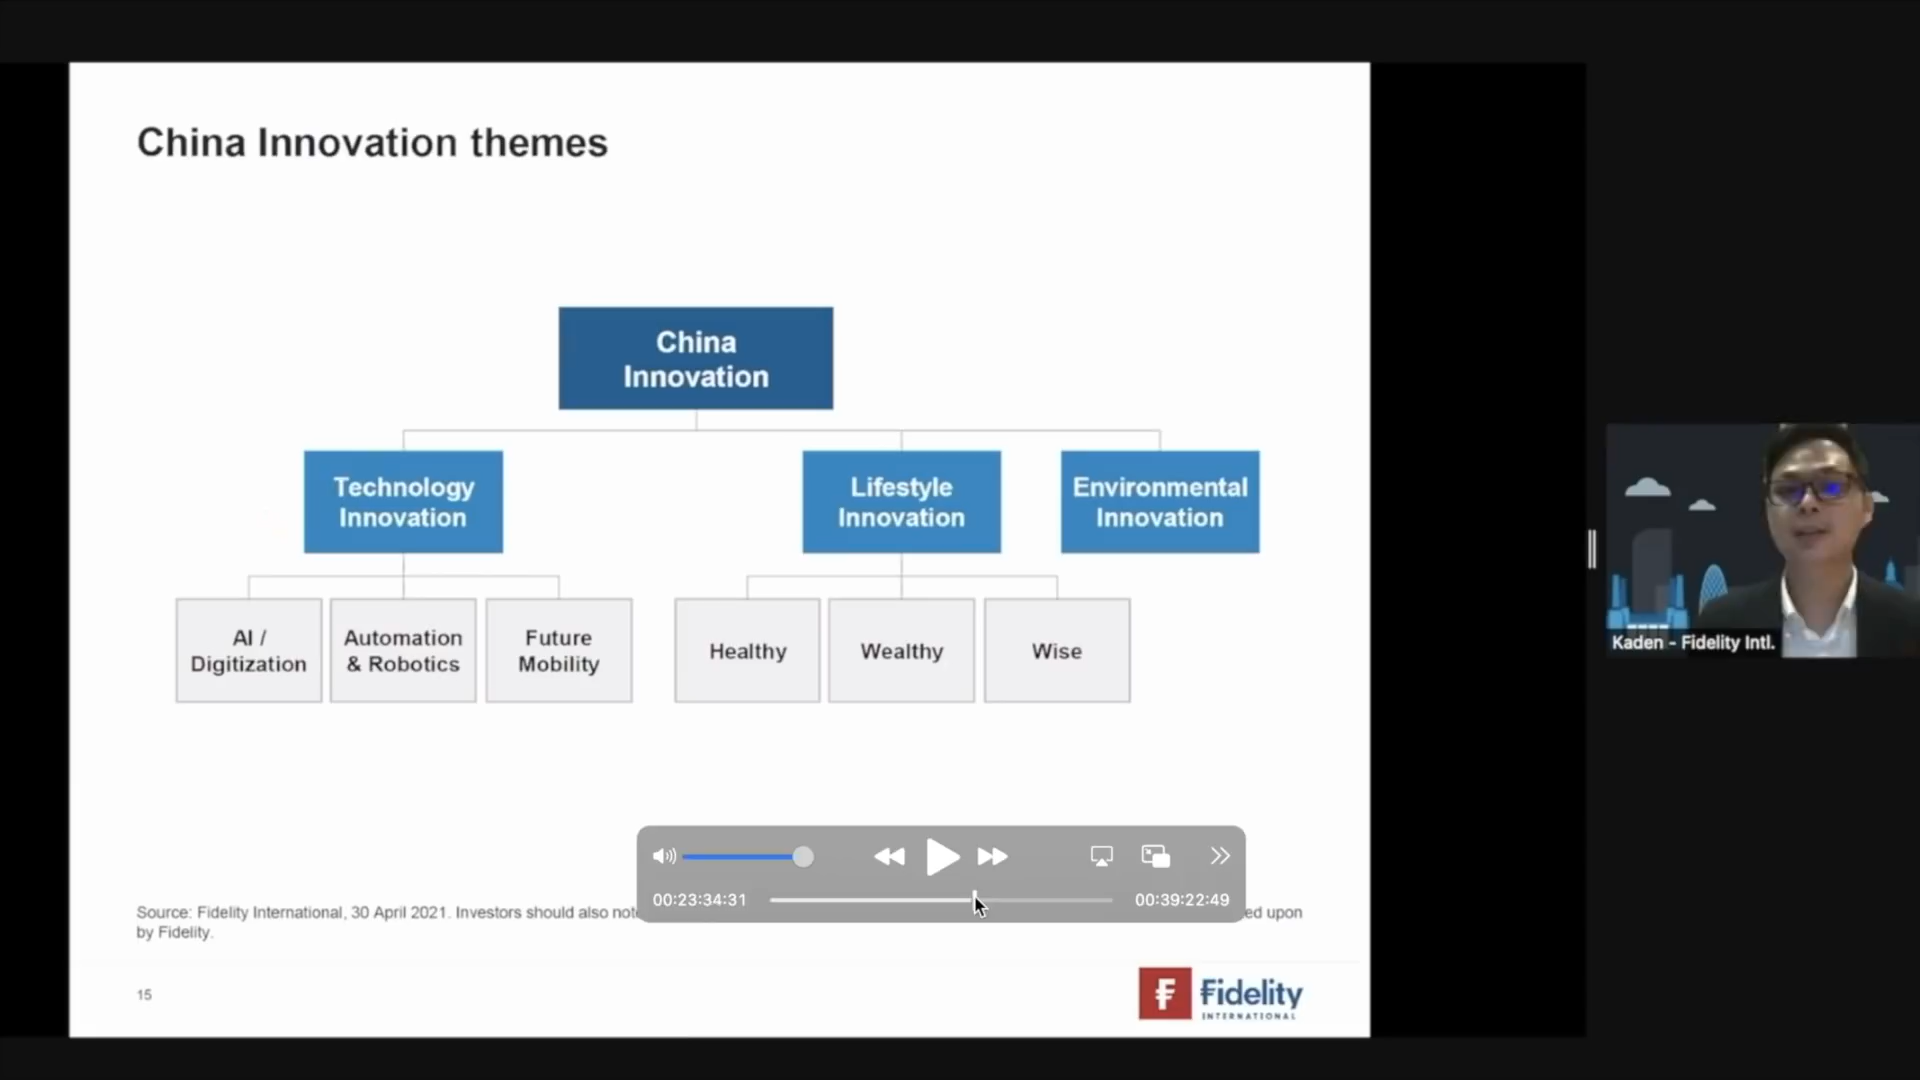 China Innovation themes
China
Innovation
Technology
Innovation
Lifestyle
Innovation
Environmental
Innovation
AI /
Digitization
Automation
& Robotics
Future
Mobility
Healthy
Wealthy
Wise
Kaden - Fidelity Intl.
00:23:34:31
00:39:22:49
Source: Fidelity International, 30 April 2021. Investors should also note
ed upon
by Fidelity.
15
F
Fidelity
INTERNATIONAL